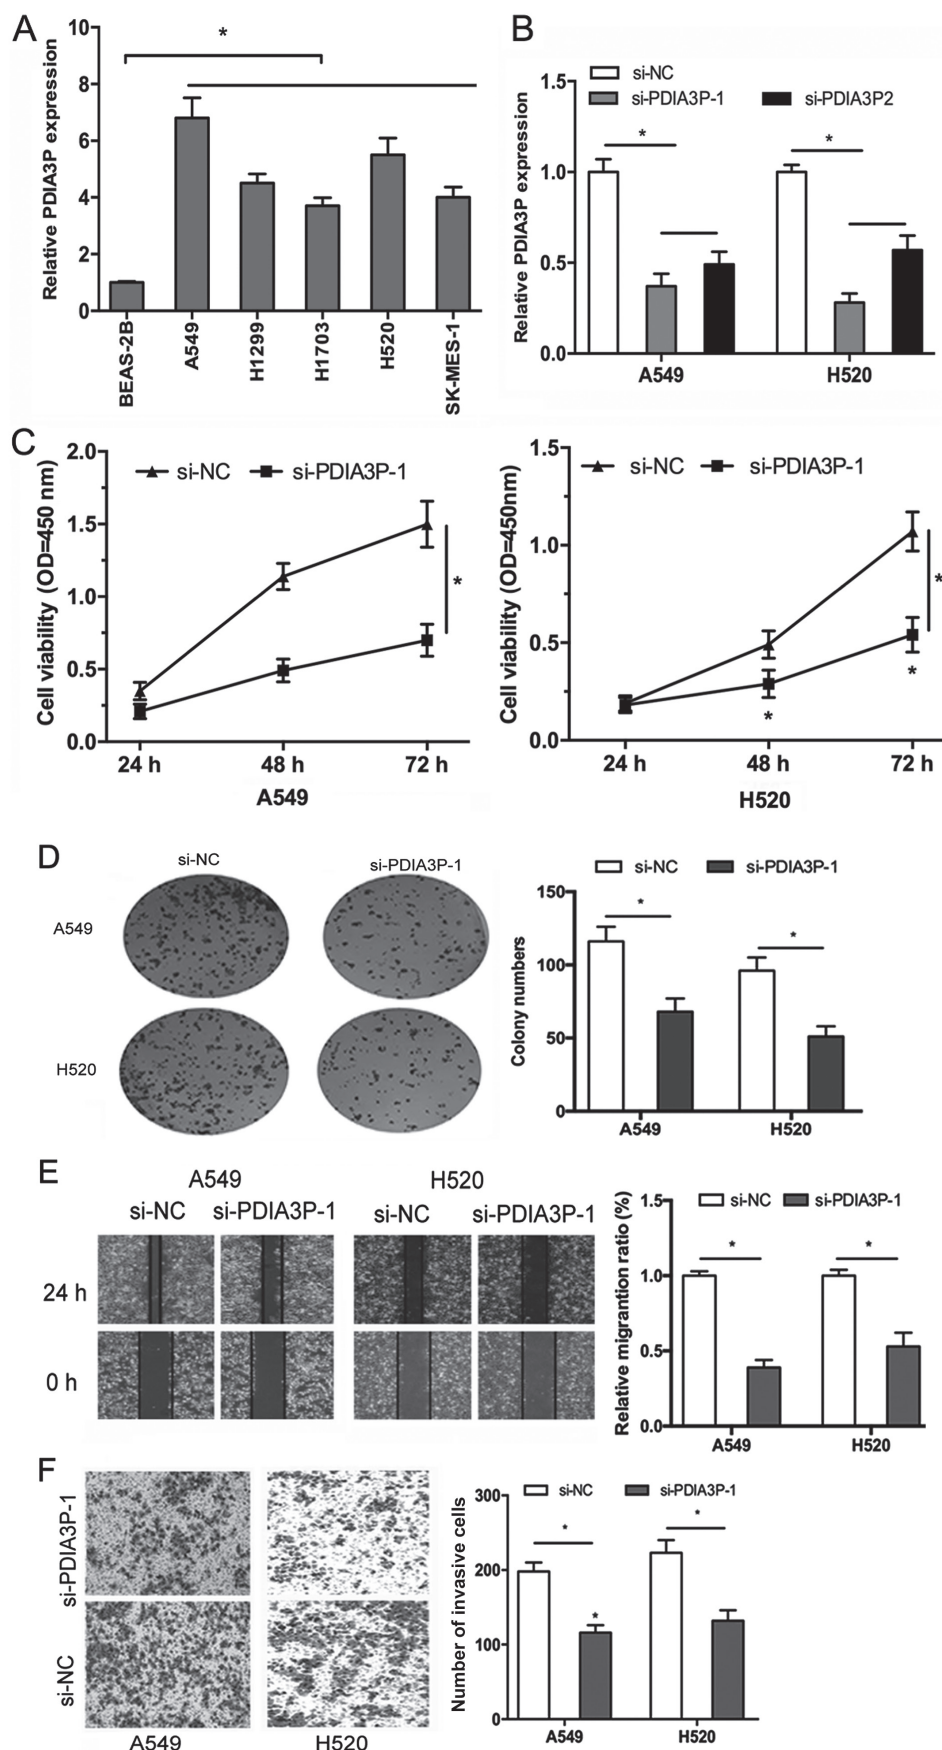 A
Relative PDIA3P expression
10
8
6
4
2
0
*
BEAS-2B
A549
H1299
H1703
H520
SK-MES-1
B
Relative PDIA3P expression
si-NC
si-PDIA3P-1
si-PDIA3P2
1.5
1.0
0.5
0.0
*
*
A549
H520
C
Cell viability (OD=450 nm)
2.0
1.5
1.0
0.5
0.0
si-NC
si-PDIA3P-1
*
24 h
48 h
72 h
A549
Cell viability (OD=450nm)
1.5
1.0
0.5
0.0
si-NC
si-PDIA3P-1
*
*
*
24 h
48 h
72 h
H520
D
si-NC
si-PDIA3P-1
A549
H520
si-NC
si-PDIA3P-1
Colony numbers
150
100
50
0
*
*
A549
H520
E
A549
H520
si-NC
si-PDIA3P-1
si-NC
si-PDIA3P-1
24 h
0 h
Relative migrantion ratio (%)
si-NC
si-PDIA3P-1
1.5
1.0
0.5
0.0
*
*
A549
H520
F
si-PDIA3P-1
si-NC
A549
H520
Number of invasive cells
si-NC
si-PDIA3P-1
300
200
100
0
*
*
*
A549
H520